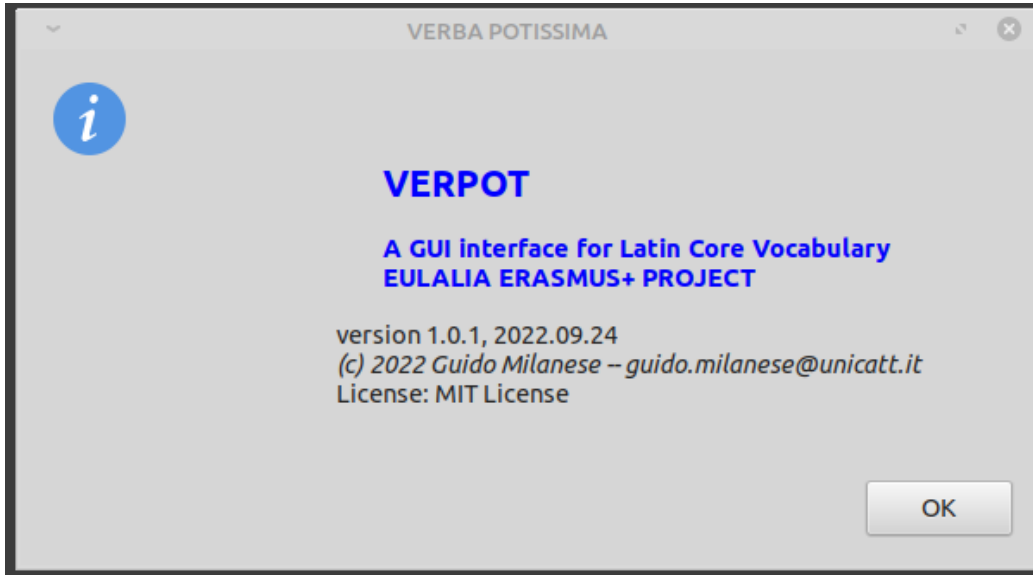 VERBA POTISSIMA
VERPOT
A GUI interface for Latin Core Vocabulary
EULALIA ERASMUS+ PROJECT
version 1.0.1, 2022.09.24
(c) 2022 Guido Milanese -- guido.milanese@unicatt.it
License: MIT License
OK